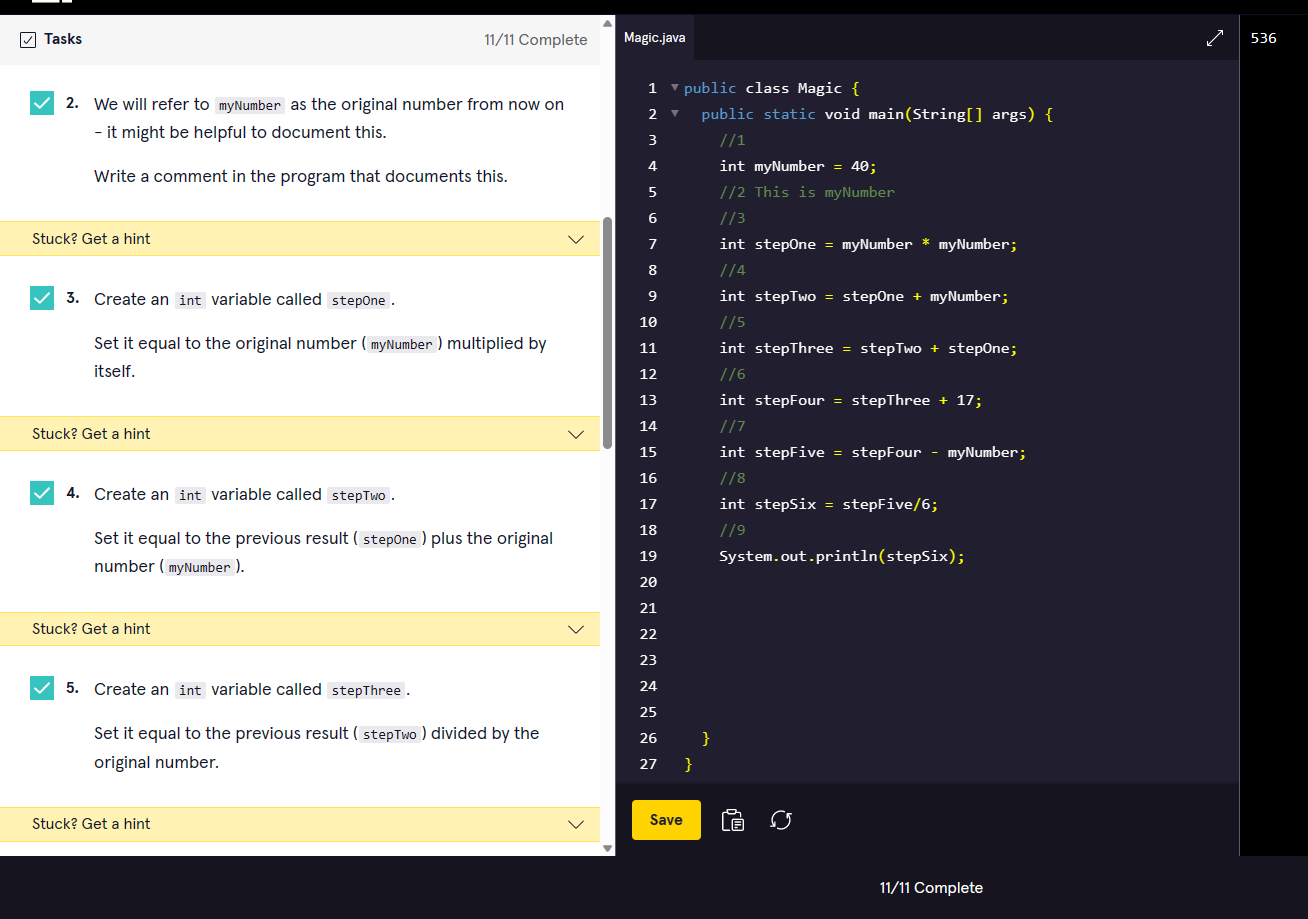 Tasks
11/11 Complete
2. We will refer to myNumber as the original number from now on
– it might be helpful to document this.
Write a comment in the program that documents this.
Stuck? Get a hint
3. Create an int variable called stepOne.
Set it equal to the original number (myNumber) multiplied by
itself.
Stuck? Get a hint
4. Create an int variable called stepTwo.
Set it equal to the previous result (stepOne) plus the original
number (myNumber).
Stuck? Get a hint
5. Create an int variable called stepThree.
Set it equal to the previous result (stepTwo) divided by the
original number.
Stuck? Get a hint
Magic.java
1 public class Magic {
2 public static void main(String[] args) {
3 //1
4 int myNumber = 40;
5 //2 This is myNumber
6 //3
7 int stepOne = myNumber * myNumber;
8 //4
9 int stepTwo = stepOne + myNumber;
10 //5
11 int stepThree = stepTwo + stepOne;
12 //6
13 int stepFour = stepThree + 17;
14 //7
15 int stepFive = stepFour - myNumber;
16 //8
17 int stepSix = stepFive/6;
18 //9
19 System.out.println(stepSix);
20
21
22
23
24
25
26 }
27 }
Save
536
11/11 Complete